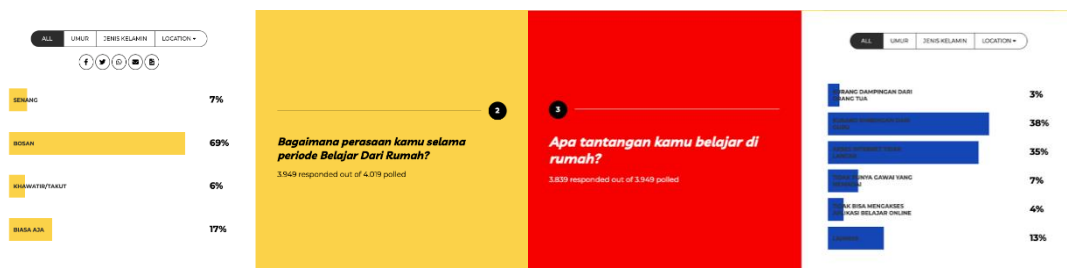 ALL UMUR JENIS KELAMIN LOCATION
SENANG 7%
BOSAN 69%
KHAWATIR/TAKUT 6%
BIASA AJA 17%
2
Bagaimana perasaan kamu selama
periode Belajar Dari Rumah?
3.949 responded out of 4.019 polled
3
Apa tantangan kamu belajar di
rumah?
3.839 responded out of 3.949 polled
ALL UMUR JENIS KELAMIN LOCATION
KURANG DAMPINGAN DARI
ORANG TUA 3%
38%
35%
PUNYA GAWAI YANG
7%
TIDAK BISA MENGAKSES
APLIKASI BELAJAR ONLINE 4%
13%